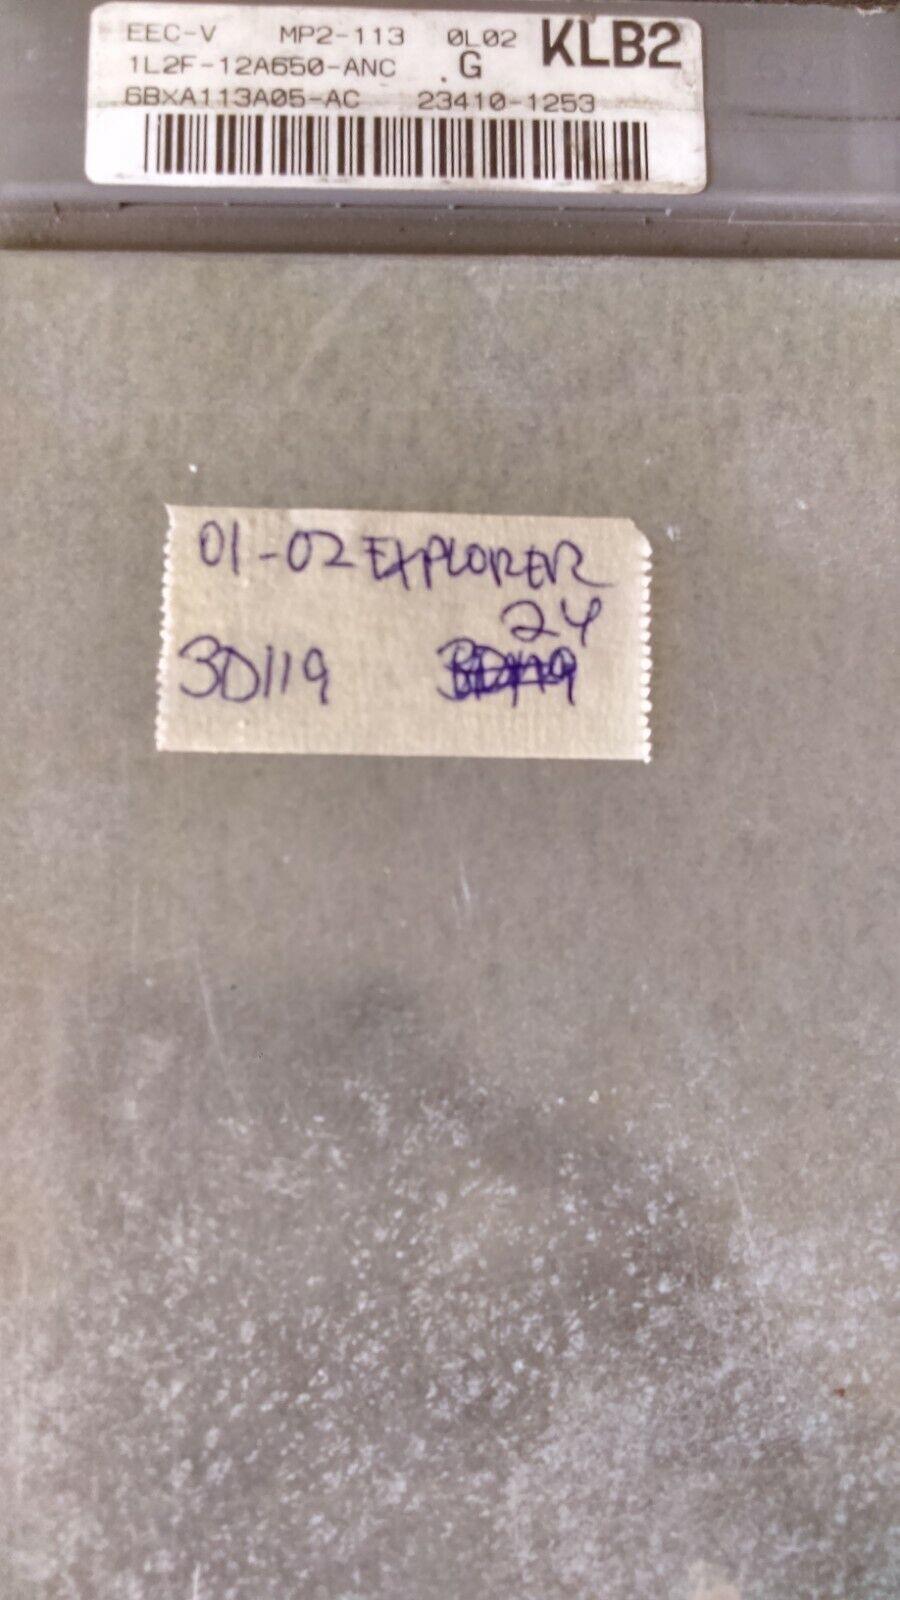 EEC-V MP2-113 0L02 KLB2
1L2F-12A650-ANC .G
6BXA113A05-AC 23410-1253
01-02 EXPLORER
24
3D119